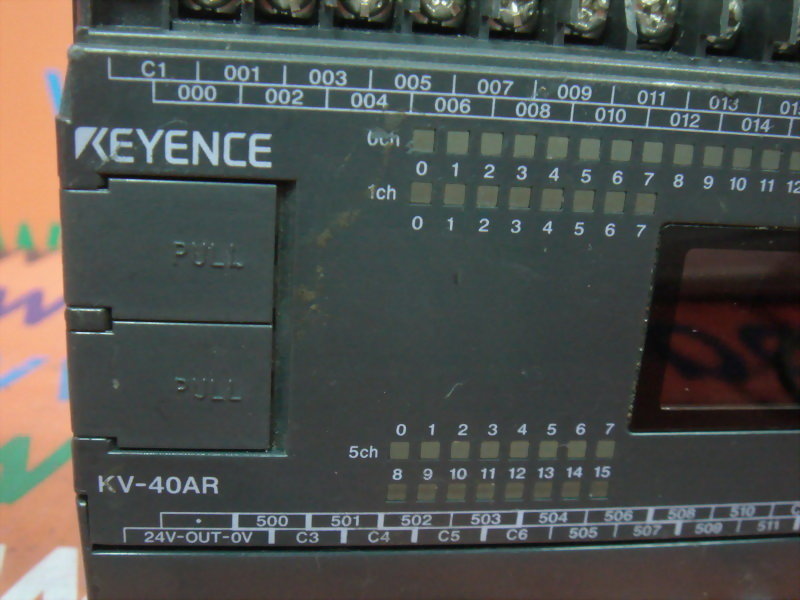 C1 001 003 005 007 009 011 013
000 002 004 006 008 010 012 014
KEYENCE
0ch
0 1 2 3 4 5 6 7 8 9 10 11 12
1ch
0 1 2 3 4 5 6 7
PULL
PULL
0 1 2 3 4 5 6 7
5ch
8 9 10 11 12 13 14 15
KV-40AR
• 500 501 502 503 504 506 508 510
24V-OUT-0V C3 C4 C5 C6 505 507 509 511